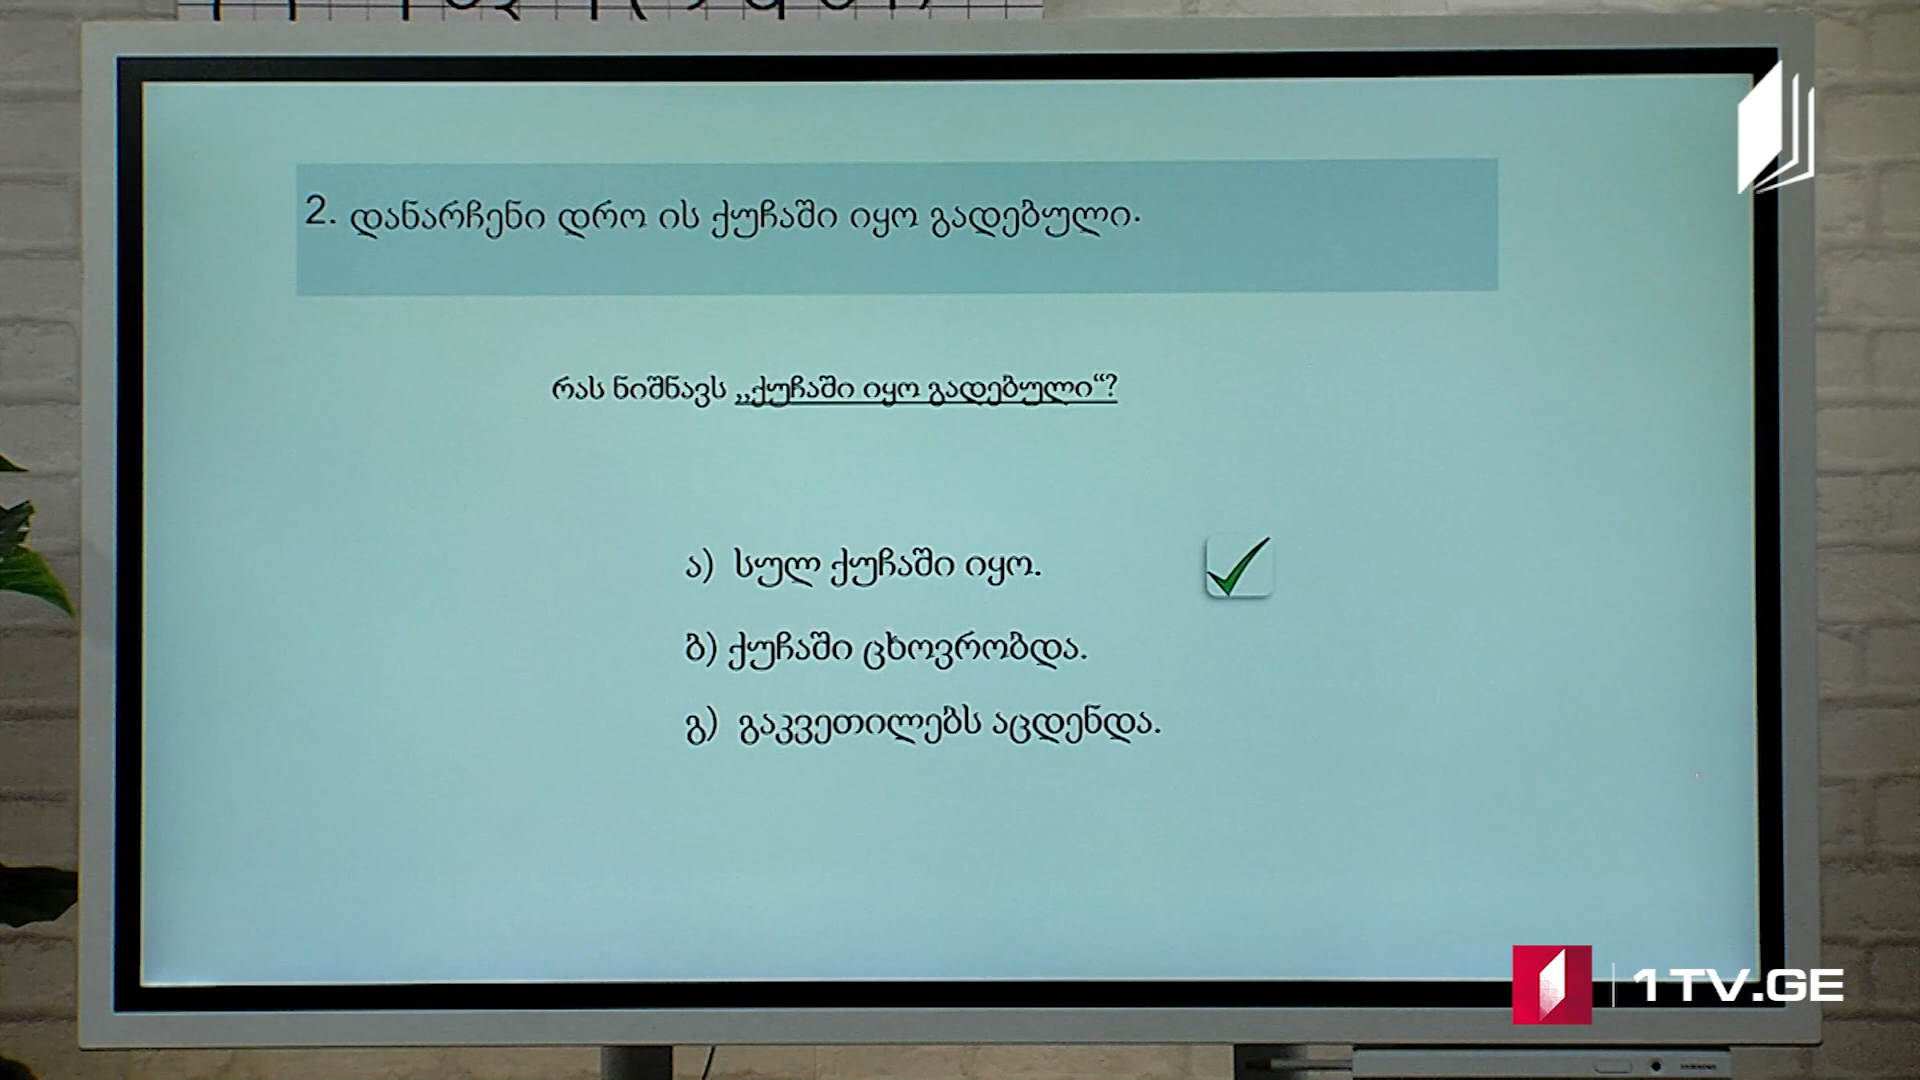 2. დანარჩენი დრო ის ქუჩაში იყო გადებული.
რას ნიშნავს ,,ქუჩაში იყო გადებული“?
ა) სულ ქუჩაში იყო.
ბ) ქუჩაში ცხოვრობდა.
გ) გაკვეთილებს აცდენდა.
1TV.GE